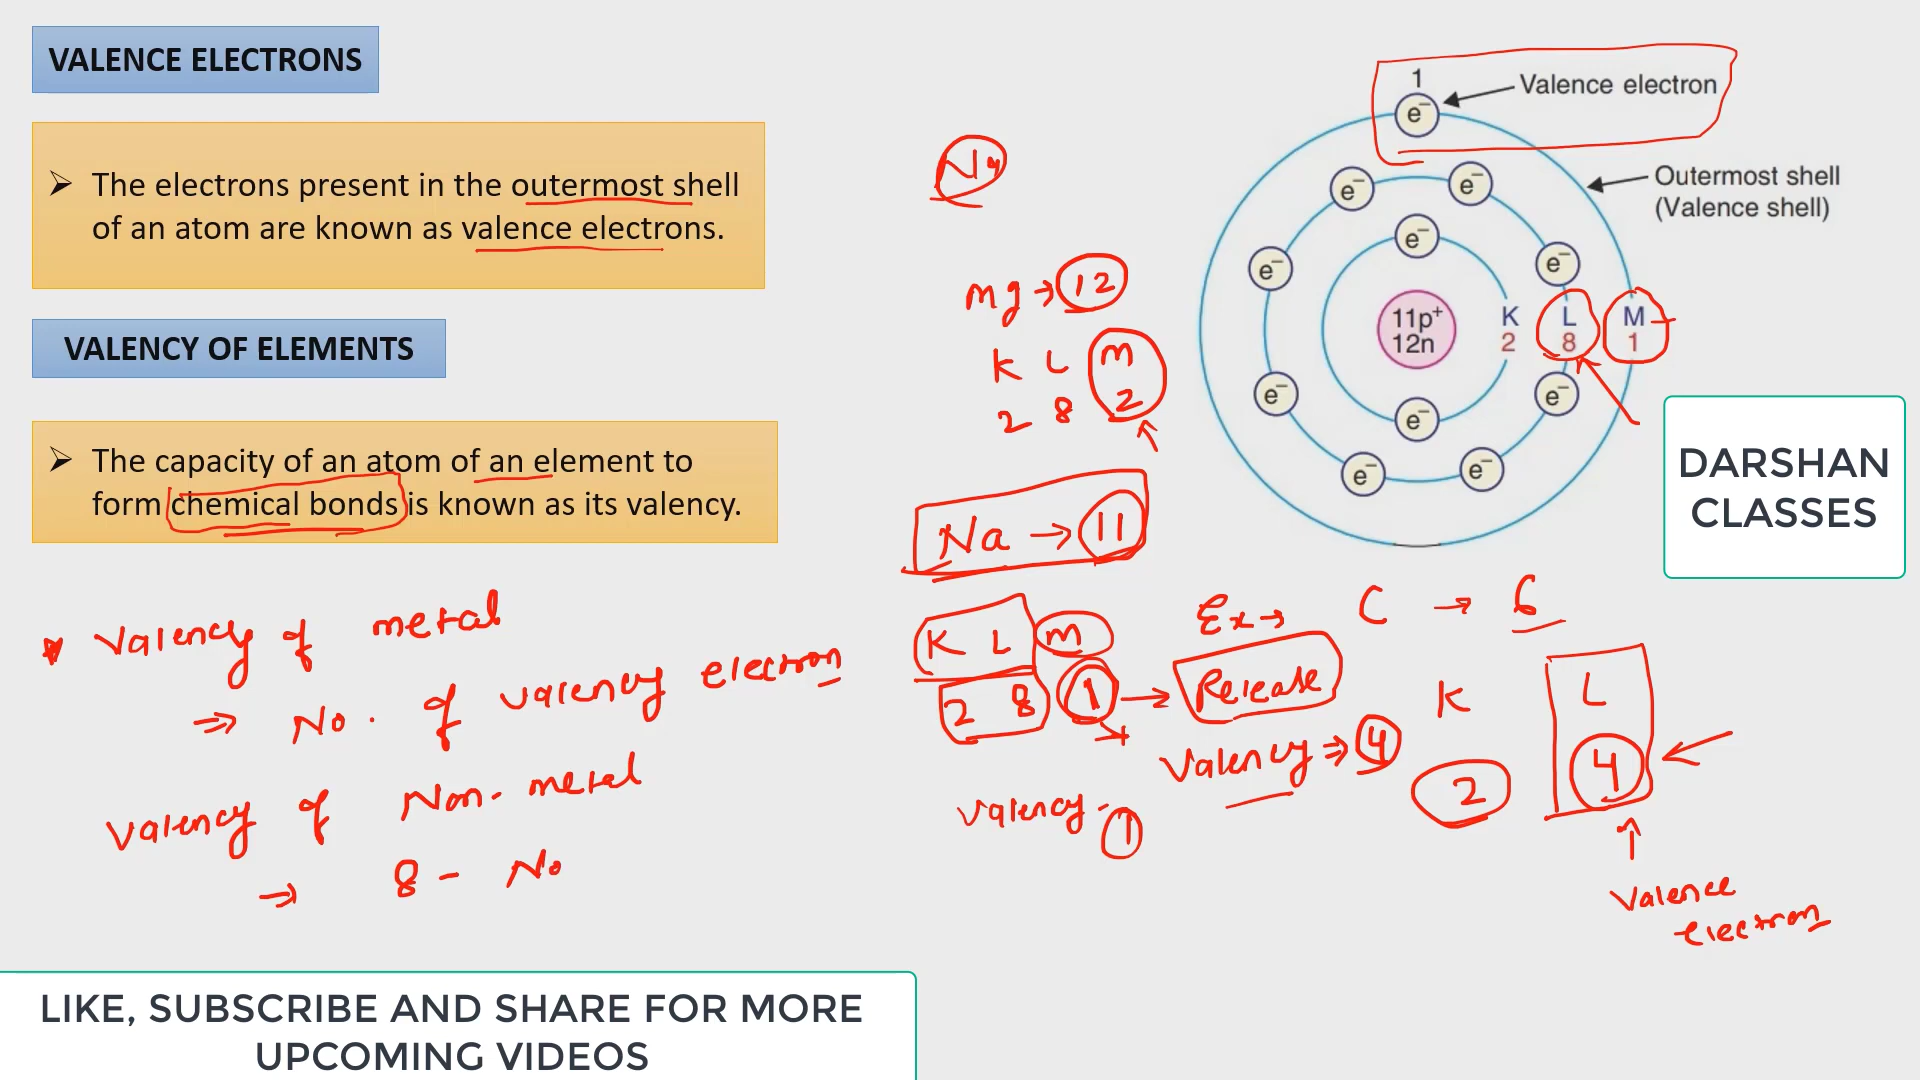 VALENCE ELECTRONS
➢ The electrons present in the outermost shell
of an atom are known as valence electrons.
VALENCY OF ELEMENTS
➢ The capacity of an atom of an element to
form chemical bonds is known as its valency.
* Valency of metal
⇒ No. of valency electron
Valency of Non-metal
⇒ 8 - No
Na
mg → 12
K L m
2 8 2
Na → 11
K L m
2 8 1 → Release
Valency - 1
1
e⁻ Valence electron
Outermost shell
(Valence shell)
e⁻ e⁻
e⁻
e⁻ e⁻
11p⁺ K L M
12n 2 8 1
e⁻ e⁻
e⁻
e⁻ e⁻
DARSHAN
CLASSES
Ex → C → 6
K L
2 4
Valency ⇒ 4
Valence
electron
LIKE, SUBSCRIBE AND SHARE FOR MORE
UPCOMING VIDEOS